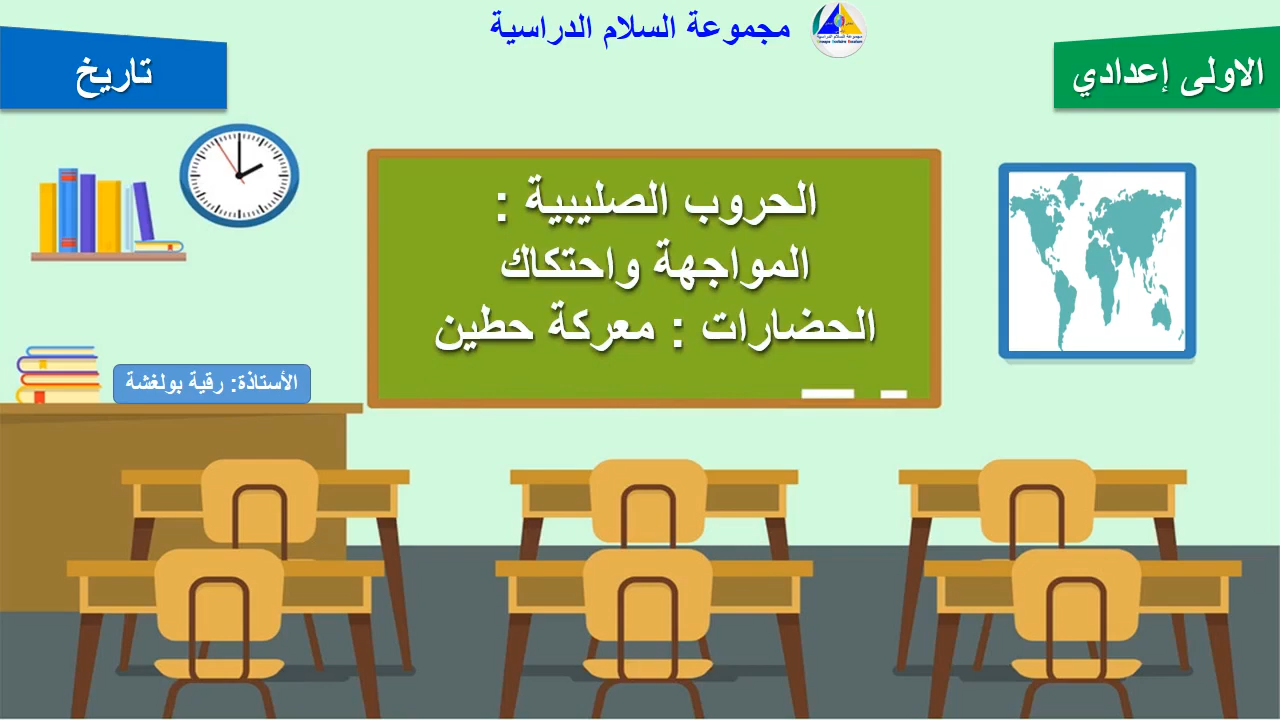 مجموعة السلام الدراسية
الاولى إعدادي
تاريخ
الحروب الصليبية :
المواجهة واحتكاك
الحضارات : معركة حطين
الأستاذة: رقية بولغشة